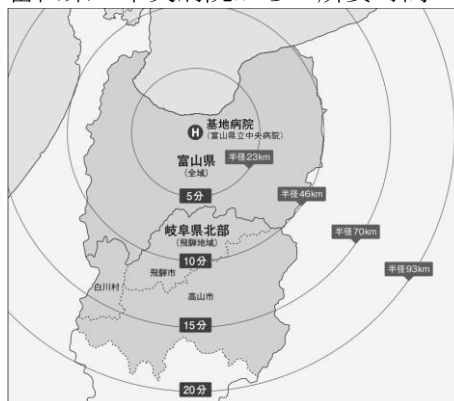 基地病院
(富山県立中央病院)
富山県
(全域)
半径23km
5分
半径46km
岐阜県北部
(飛騨地域)
半径70km
10分
飛騨市
白川村
半径93km
高山市
15分
20分